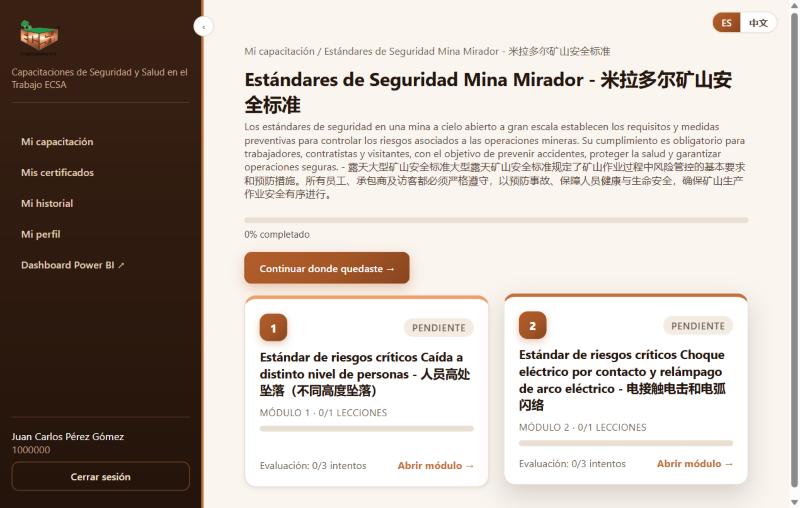 ECSA
Capacitaciones de Seguridad y Salud en el
Trabajo ECSA
Mi capacitación
Mis certificados
Mi historial
Mi perfil
Dashboard Power BI ↗
Juan Carlos Pérez Gómez
1000000
Cerrar sesión
‹
ES 中文
Mi capacitación / Estándares de Seguridad Mina Mirador - 米拉多尔矿山安全标准
Estándares de Seguridad Mina Mirador - 米拉多尔矿山安
全标准
Los estándares de seguridad en una mina a cielo abierto a gran escala establecen los requisitos y medidas
preventivas para controlar los riesgos asociados a las operaciones mineras. Su cumplimiento es obligatorio para
trabajadores, contratistas y visitantes, con el objetivo de prevenir accidentes, proteger la salud y garantizar
operaciones seguras. - 露天大型矿山安全标准大型露天矿山安全标准规定了矿山作业过程中风险管控的基本要求
和预防措施。所有员工、承包商及访客都必须严格遵守，以预防事故、保障人员健康与生命安全，确保矿山生产
作业安全有序进行。
0% completado
Continuar donde quedaste →
1
PENDIENTE
Estándar de riesgos críticos Caída a
distinto nivel de personas - 人员高处
坠落（不同高度坠落）
MÓDULO 1 · 0/1 LECCIONES
Evaluación: 0/3 intentos
Abrir módulo →
2
PENDIENTE
Estándar de riesgos críticos Choque
eléctrico por contacto y relámpago
de arco eléctrico - 电接触电击和电弧
闪络
MÓDULO 2 · 0/1 LECCIONES
Evaluación: 0/3 intentos
Abrir módulo →